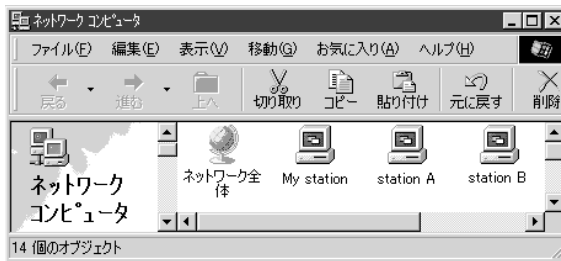 ネットワーク コンピュータ
ファイル(F) 編集(E) 表示(V) 移動(G) お気に入り(A) ヘルプ(H)
戻る 進む 上へ 切り取り コピー 貼り付け 元に戻す 削除
ネットワーク
コンピュータ
ネットワーク全
体
My station
station A
station B
14 個のオブジェクト